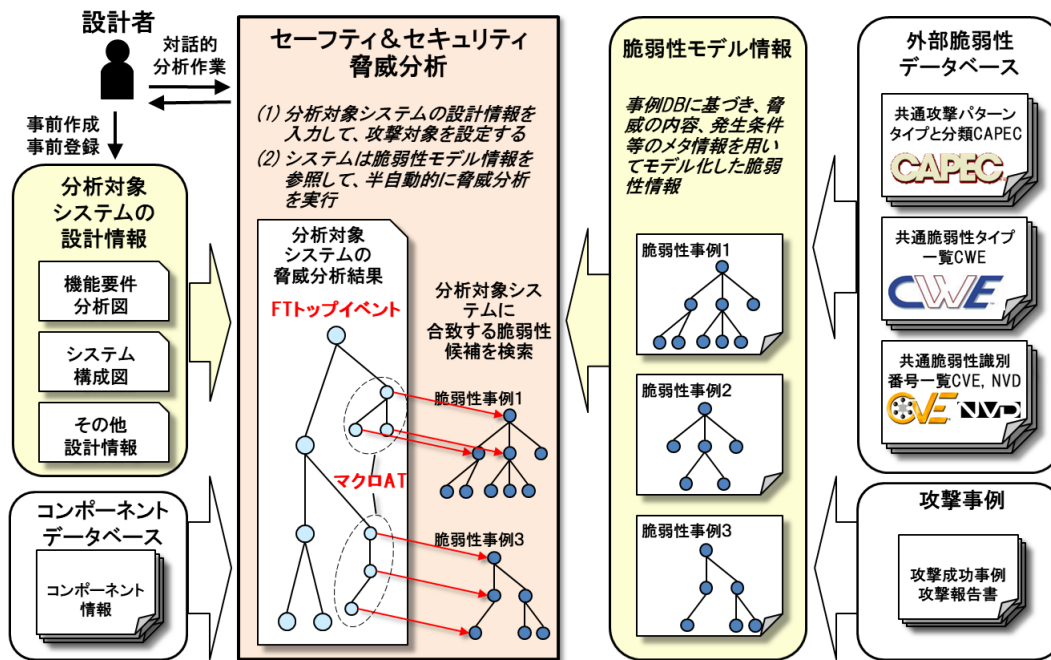 設計者
対話的
分析作業
事前作成
事前登録
分析対象
システムの
設計情報
機能要件
分析図
システム
構成図
その他
設計情報
コンポーネント
データベース
コンポーネント
情報
セーフティ&セキュリティ
脅威分析
(1) 分析対象システムの設計情報を
入力して、攻撃対象を設定する
(2) システムは脆弱性モデル情報を
参照して、半自動的に脅威分析
を実行
分析対象
システムの
脅威分析結果
FTトップイベント
マクロAT
分析対象シス
テムに
合致する脆弱性
候補を検索
脆弱性事例1
脆弱性事例3
脆弱性モデル情報
事例DBに基づき、脅
威の内容、発生条件
等のメタ情報を用い
てモデル化した脆弱
性情報
脆弱性事例1
脆弱性事例2
脆弱性事例3
外部脆弱性
データベース
共通攻撃パターン
タイプと分類CAPEC
CAPEC
共通脆弱性タイプ
一覧CWE
CWE
共通脆弱性識別
番号一覧CVE, NVD
CVE NVD
攻撃事例
攻撃成功事例
攻撃報告書